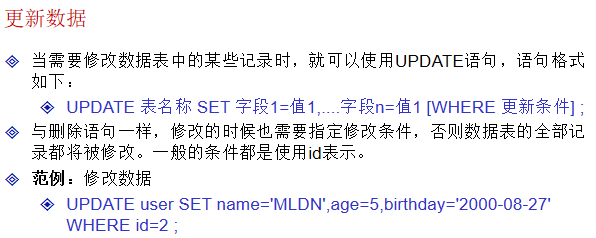 更新数据
当需要修改数据表中的某些记录时，就可以使用UPDATE语句，语句格式
如下：
UPDATE 表名称 SET 字段1=值1,....字段n=值1 [WHERE 更新条件] ;
与删除语句一样，修改的时候也需要指定修改条件，否则数据表的全部记
录都将被修改。一般的条件都是使用id表示。
范例：修改数据
UPDATE user SET name='MLDN',age=5,birthday='2000-08-27'
WHERE id=2 ;